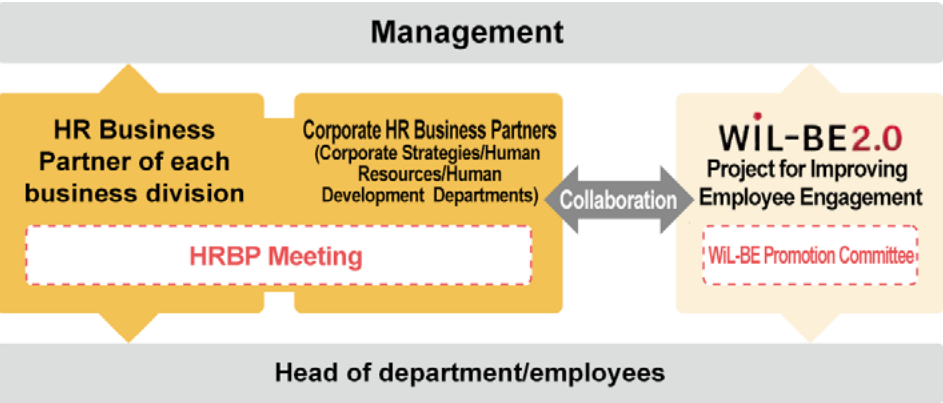 Management
HR Business
Partner of each
business division
Corporate HR Business Partners
(Corporate Strategies/Human
Resources/Human
Development Departments)
HRBP Meeting
Collaboration
WiL-BE2.0
Project for Improving
Employee Engagement
WiL-BE Promotion Committee
Head of department/employees